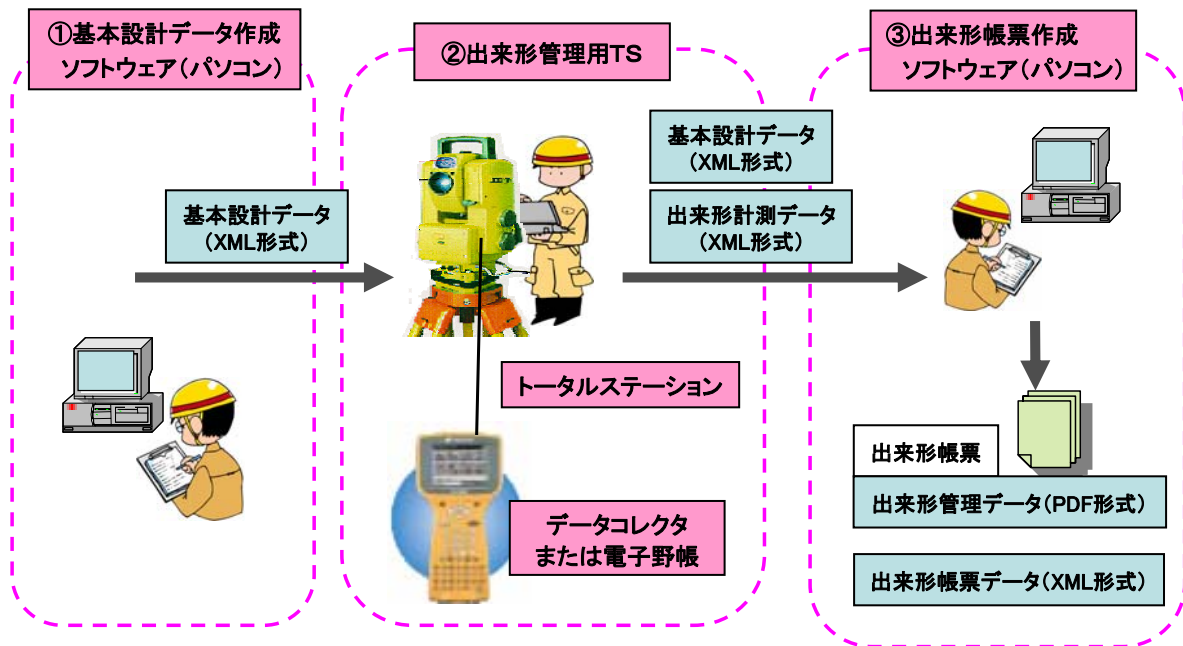 ①基本設計データ作成
ソフトウェア(パソコン)
②出来形管理用TS
③出来形帳票作成
ソフトウェア(パソコン)
基本設計データ
(XML形式)
基本設計データ
(XML形式)
出来形計測データ
(XML形式)
トータルステーション
データコレクタ
または電子野帳
出来形帳票
出来形管理データ(PDF形式)
出来形帳票データ(XML形式)